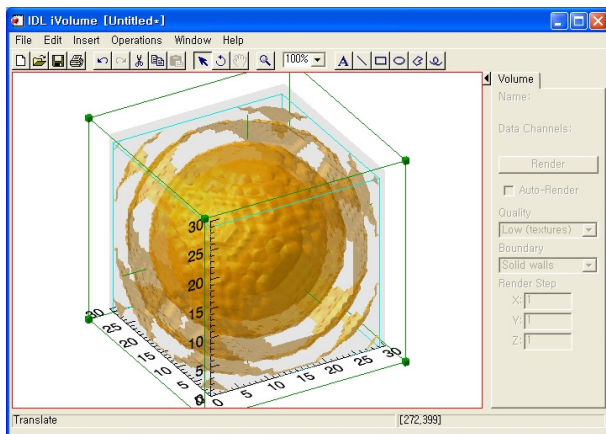 IDL iVolume [Untitled*]
File Edit Insert Operations Window Help
100% A
Volume
Name:
Data Channels:
Render
Auto-Render
Quality
Low (textures)
Boundary
Solid walls
Render Step
X: 1
Y: 1
Z: 1
30
25
20
15
10
5
0
30
25
20
15
10
5
0
0 5 10 15 20 25 30
Translate [272,399]